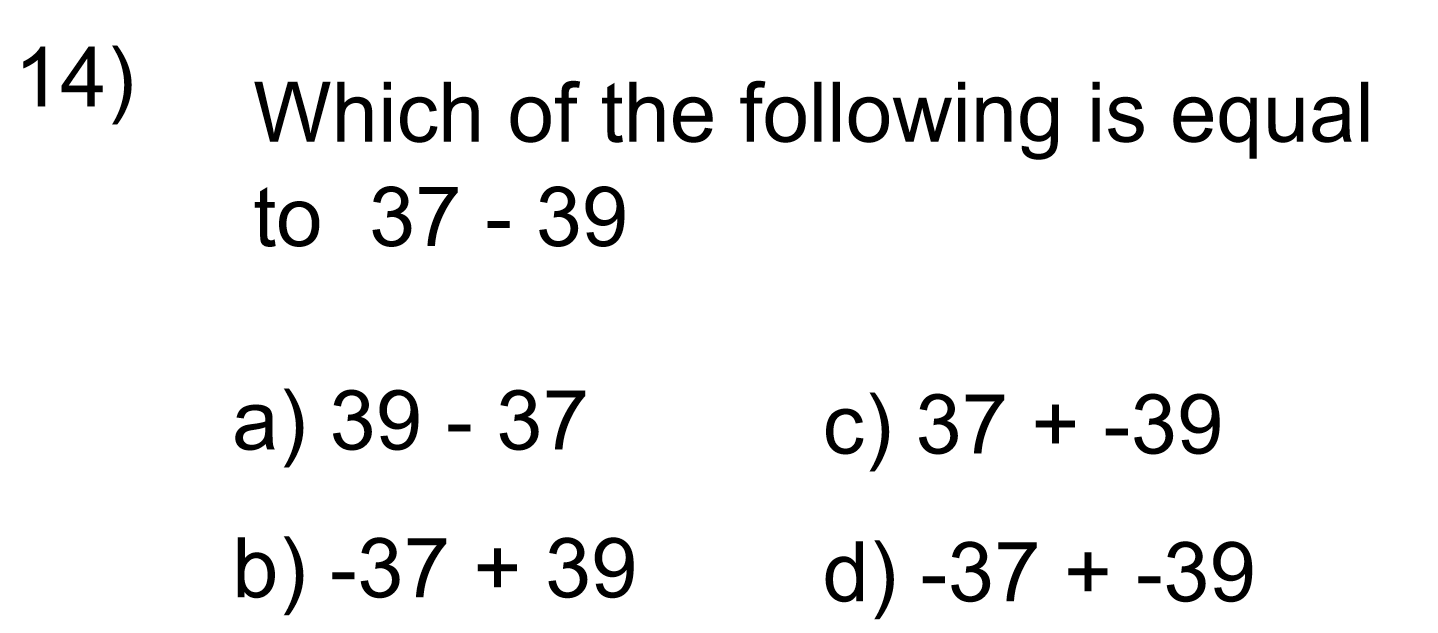 14)
Which of the following is equal
to 37 - 39
a) 39 - 37
c) 37 + -39
b) -37 + 39
d) -37 + -39